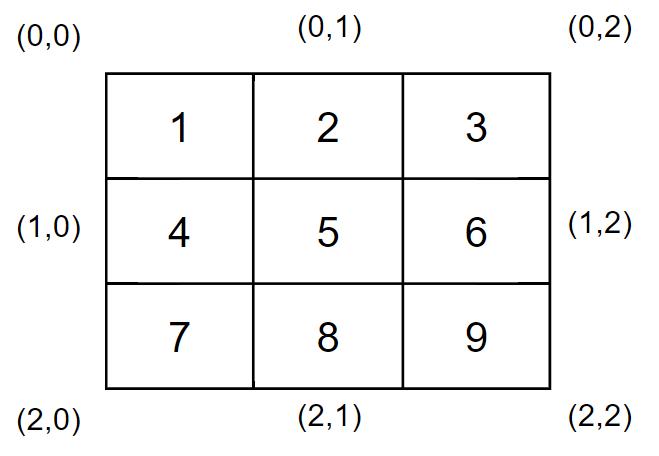 (0,0) (0,1) (0,2)
1 2 3
(1,0) 4 5 6 (1,2)
7 8 9
(2,0) (2,1) (2,2)